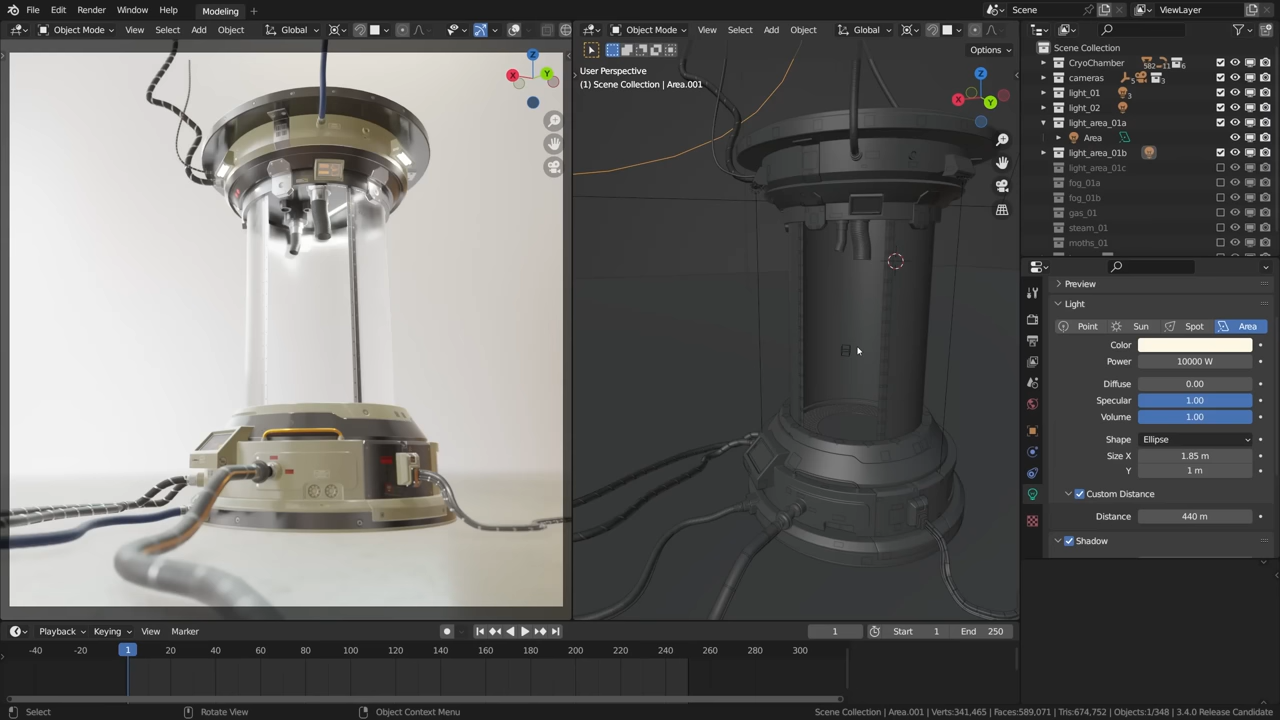 File Edit Render Window Help Modeling + Scene ViewLayer
Object Mode View Select Add Object Global
Object Mode View Select Add Object Global
Options
User Perspective
(1) Scene Collection | Area.001
X Y Z
X Y Z
Scene Collection
CryoChamber 582 11 6
cameras 5 3
light_01 3
light_02
light_area_01a
Area
light_area_01b
light_area_01c
fog_01a
fog_01b
gas_01
steam_01
moths_01
Preview
Light
Point Sun Spot Area
Color
Power 10000 W
Diffuse 0.00
Specular 1.00
Volume 1.00
Shape Ellipse
Size X 1.85 m
Y 1 m
Custom Distance
Distance 440 m
Shadow
Playback Keying View Marker 1 Start 1 End 250
-40 -20 1 20 40 60 80 100 120 140 160 180 200 220 240 260 280 300
Select Rotate View Object Context Menu Scene Collection | Area.001 | Verts:341,465 | Faces:589,071 | Tris:674,752 | Objects:1/348 | 3.4.0 Release Candidate